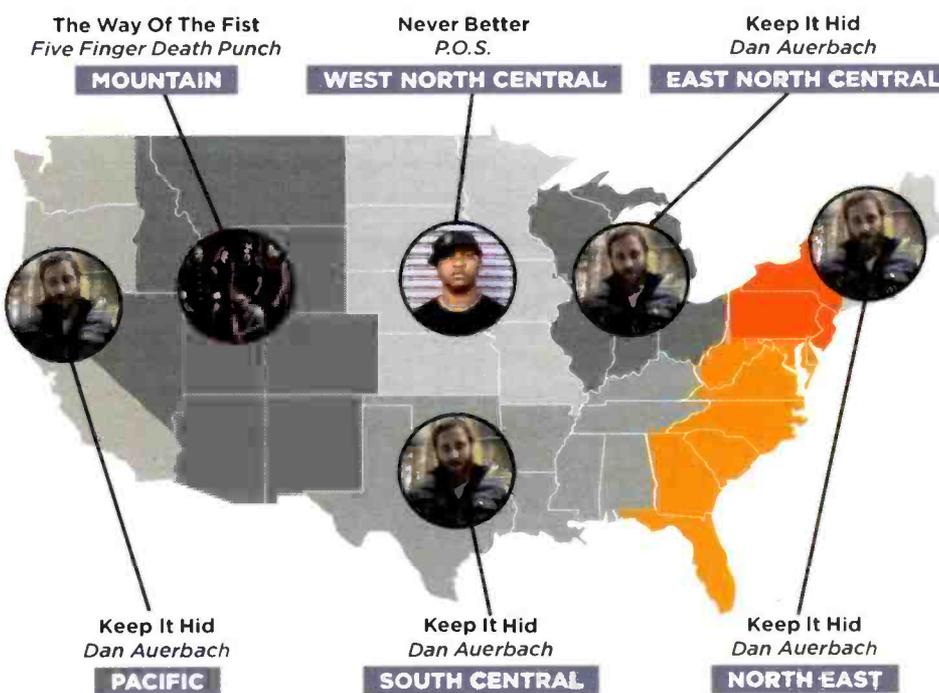 The Way Of The Fist
Five Finger Death Punch
MOUNTAIN
Never Better
P.O.S.
WEST NORTH CENTRAL
Keep It Hid
Dan Auerbach
EAST NORTH CENTRAL
Keep It Hid
Dan Auerbach
PACIFIC
Keep It Hid
Dan Auerbach
SOUTH CENTRAL
Keep It Hid
Dan Auerbach
NORTH EAST